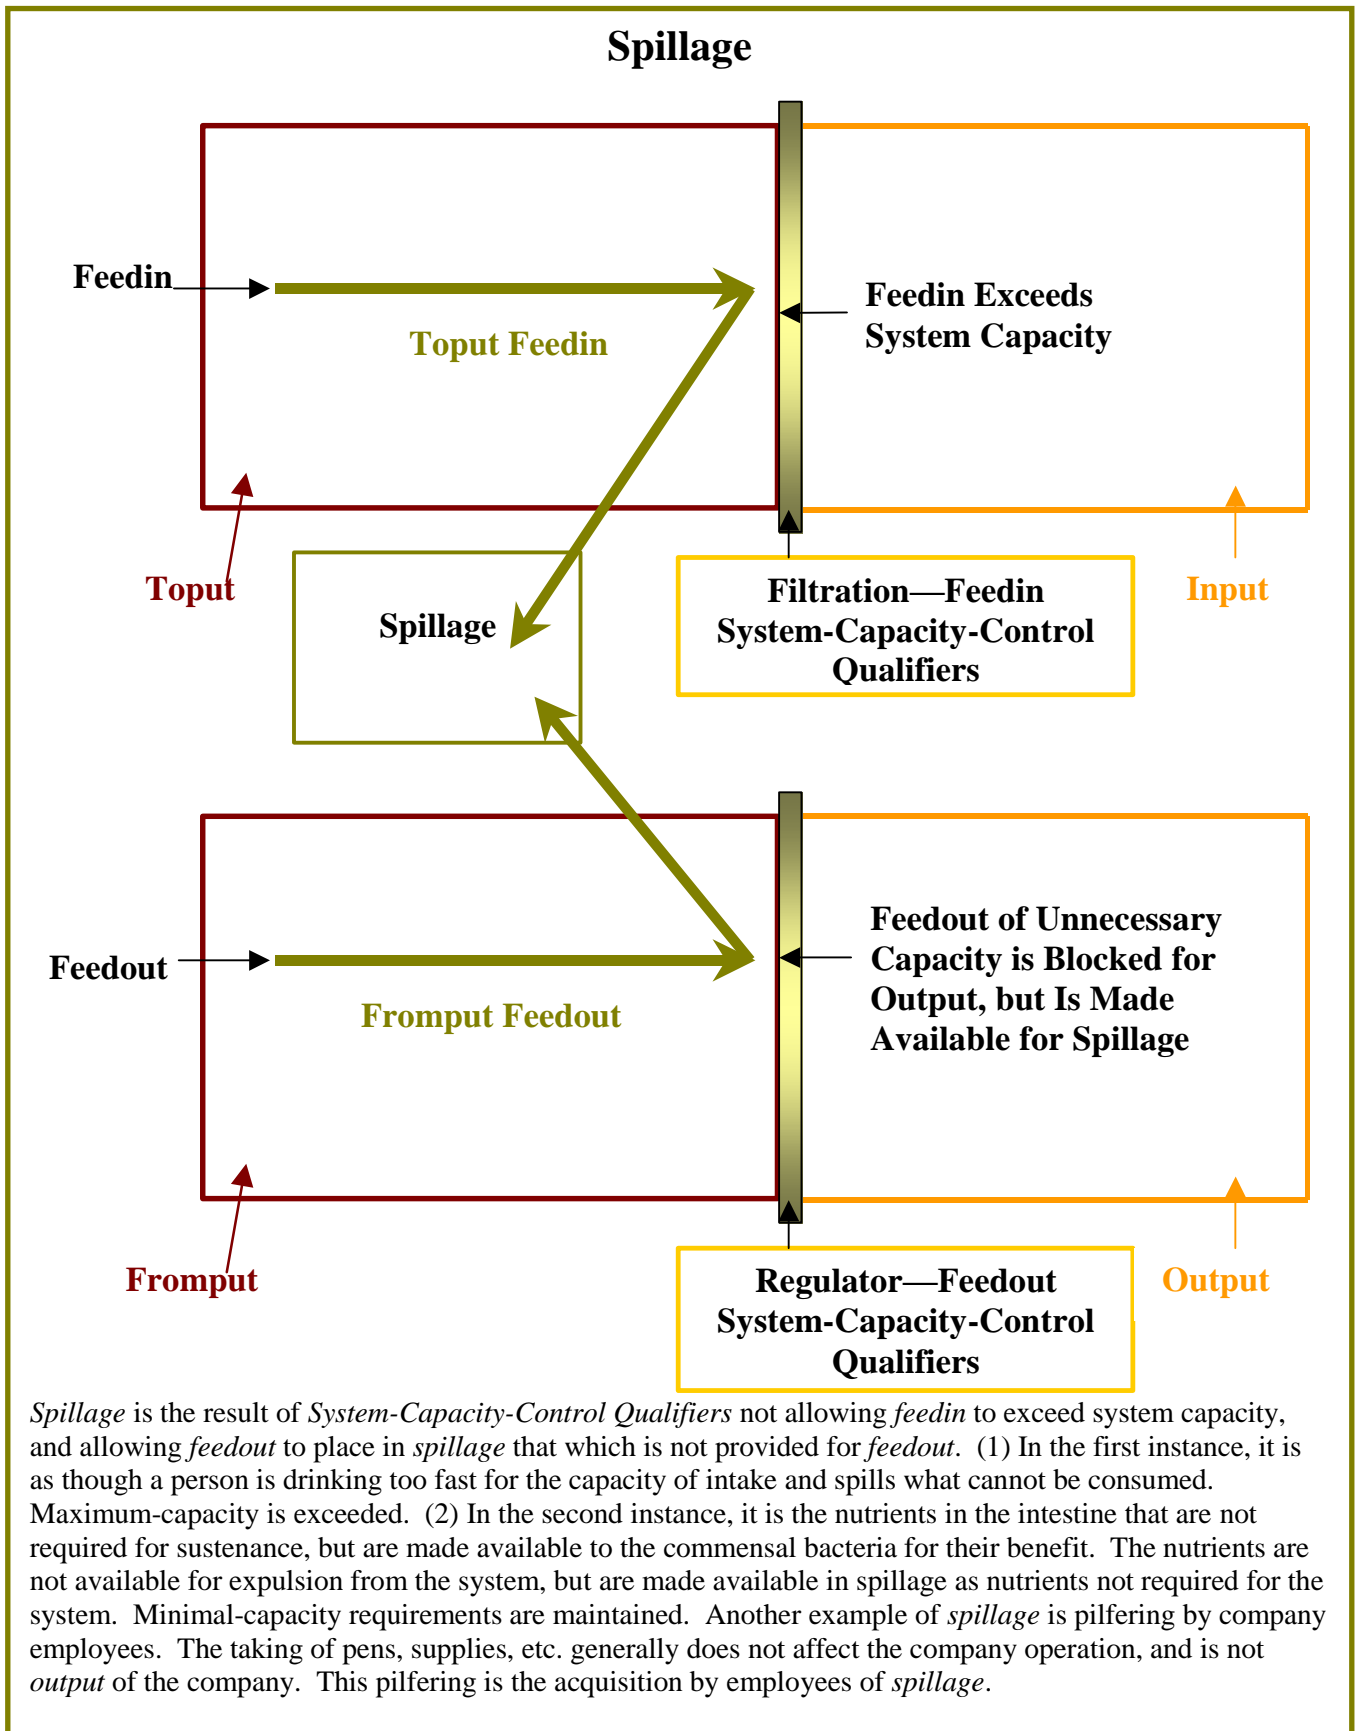 Spillage
Feedin
Toput Feedin
Feedin Exceeds
System Capacity
Toput
Spillage
Filtration—Feedin
System-Capacity-Control
Qualifiers
Input
Feedout
Fromput Feedout
Feedout of Unnecessary
Capacity is Blocked for
Output, but Is Made
Available for Spillage
Fromput
Regulator—Feedout
System-Capacity-Control
Qualifiers
Output
Spillage is the result of System-Capacity-Control Qualifiers not allowing feedin to exceed system capacity,
and allowing feedout to place in spillage that which is not provided for feedout.  (1) In the first instance, it is
as though a person is drinking too fast for the capacity of intake and spills what cannot be consumed.
Maximum-capacity is exceeded.  (2) In the second instance, it is the nutrients in the intestine that are not
required for sustenance, but are made available to the commensal bacteria for their benefit.  The nutrients are
not available for expulsion from the system, but are made available in spillage as nutrients not required for the
system.  Minimal-capacity requirements are maintained.  Another example of spillage is pilfering by company
employees.  The taking of pens, supplies, etc. generally does not affect the company operation, and is not
output of the company.  This pilfering is the acquisition by employees of spillage.